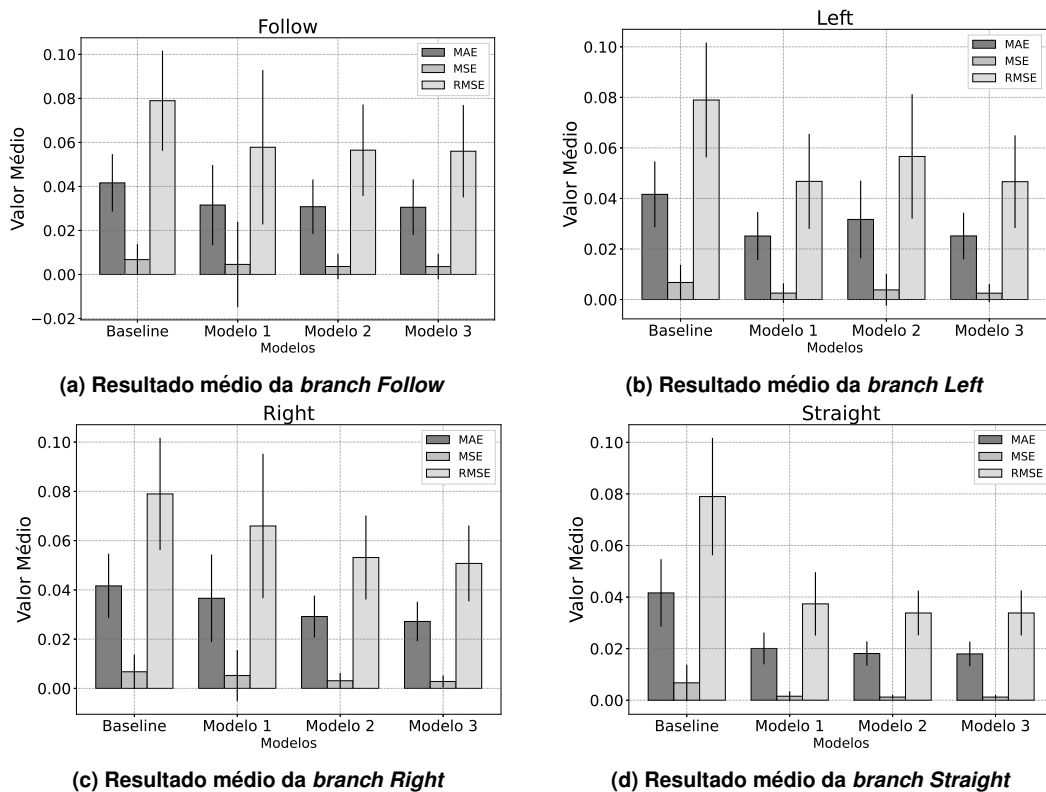 Follow
0.10
0.08
0.06
0.04
0.02
0.00
−0.02
Valor Médio
MAE
MSE
RMSE
Baseline Modelo 1 Modelo 2 Modelo 3
Modelos
(a) Resultado médio da branch Follow
Left
0.10
0.08
0.06
0.04
0.02
0.00
Valor Médio
MAE
MSE
RMSE
Baseline Modelo 1 Modelo 2 Modelo 3
Modelos
(b) Resultado médio da branch Left
Right
0.10
0.08
0.06
0.04
0.02
0.00
Valor Médio
MAE
MSE
RMSE
Baseline Modelo 1 Modelo 2 Modelo 3
Modelos
(c) Resultado médio da branch Right
Straight
0.10
0.08
0.06
0.04
0.02
0.00
Valor Médio
MAE
MSE
RMSE
Baseline Modelo 1 Modelo 2 Modelo 3
Modelos
(d) Resultado médio da branch Straight